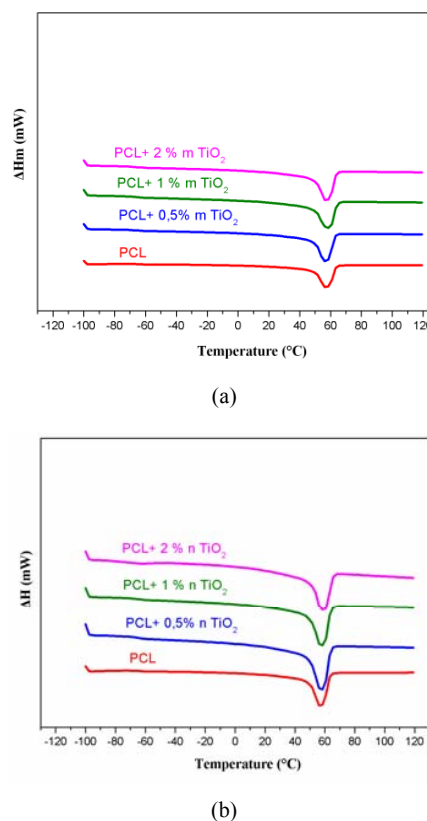 ΔHm (mW)
PCL+ 2 % m TiO₂
PCL+ 1 % m TiO₂
PCL+ 0,5% m TiO₂
PCL
-120 -100 -80 -60 -40 -20 0 20 40 60 80 100 120
Temperature (°C)
(a)
ΔH (mW)
PCL+ 2 % n TiO₂
PCL+ 1 % n TiO₂
PCL+ 0,5% n TiO₂
PCL
-120 -100 -80 -60 -40 -20 0 20 40 60 80 100 120
Temperature (°C)
(b)